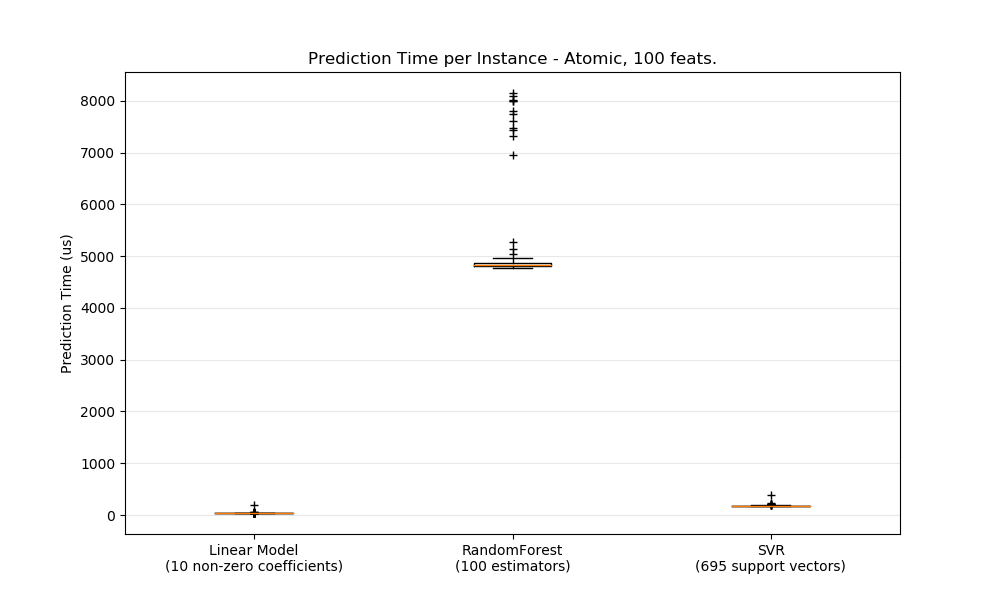 Prediction Time per Instance - Atomic, 100 feats.
Prediction Time (us)
8000
7000
6000
5000
4000
3000
2000
1000
0
Linear Model
(10 non-zero coefficients)
RandomForest
(100 estimators)
SVR
(695 support vectors)